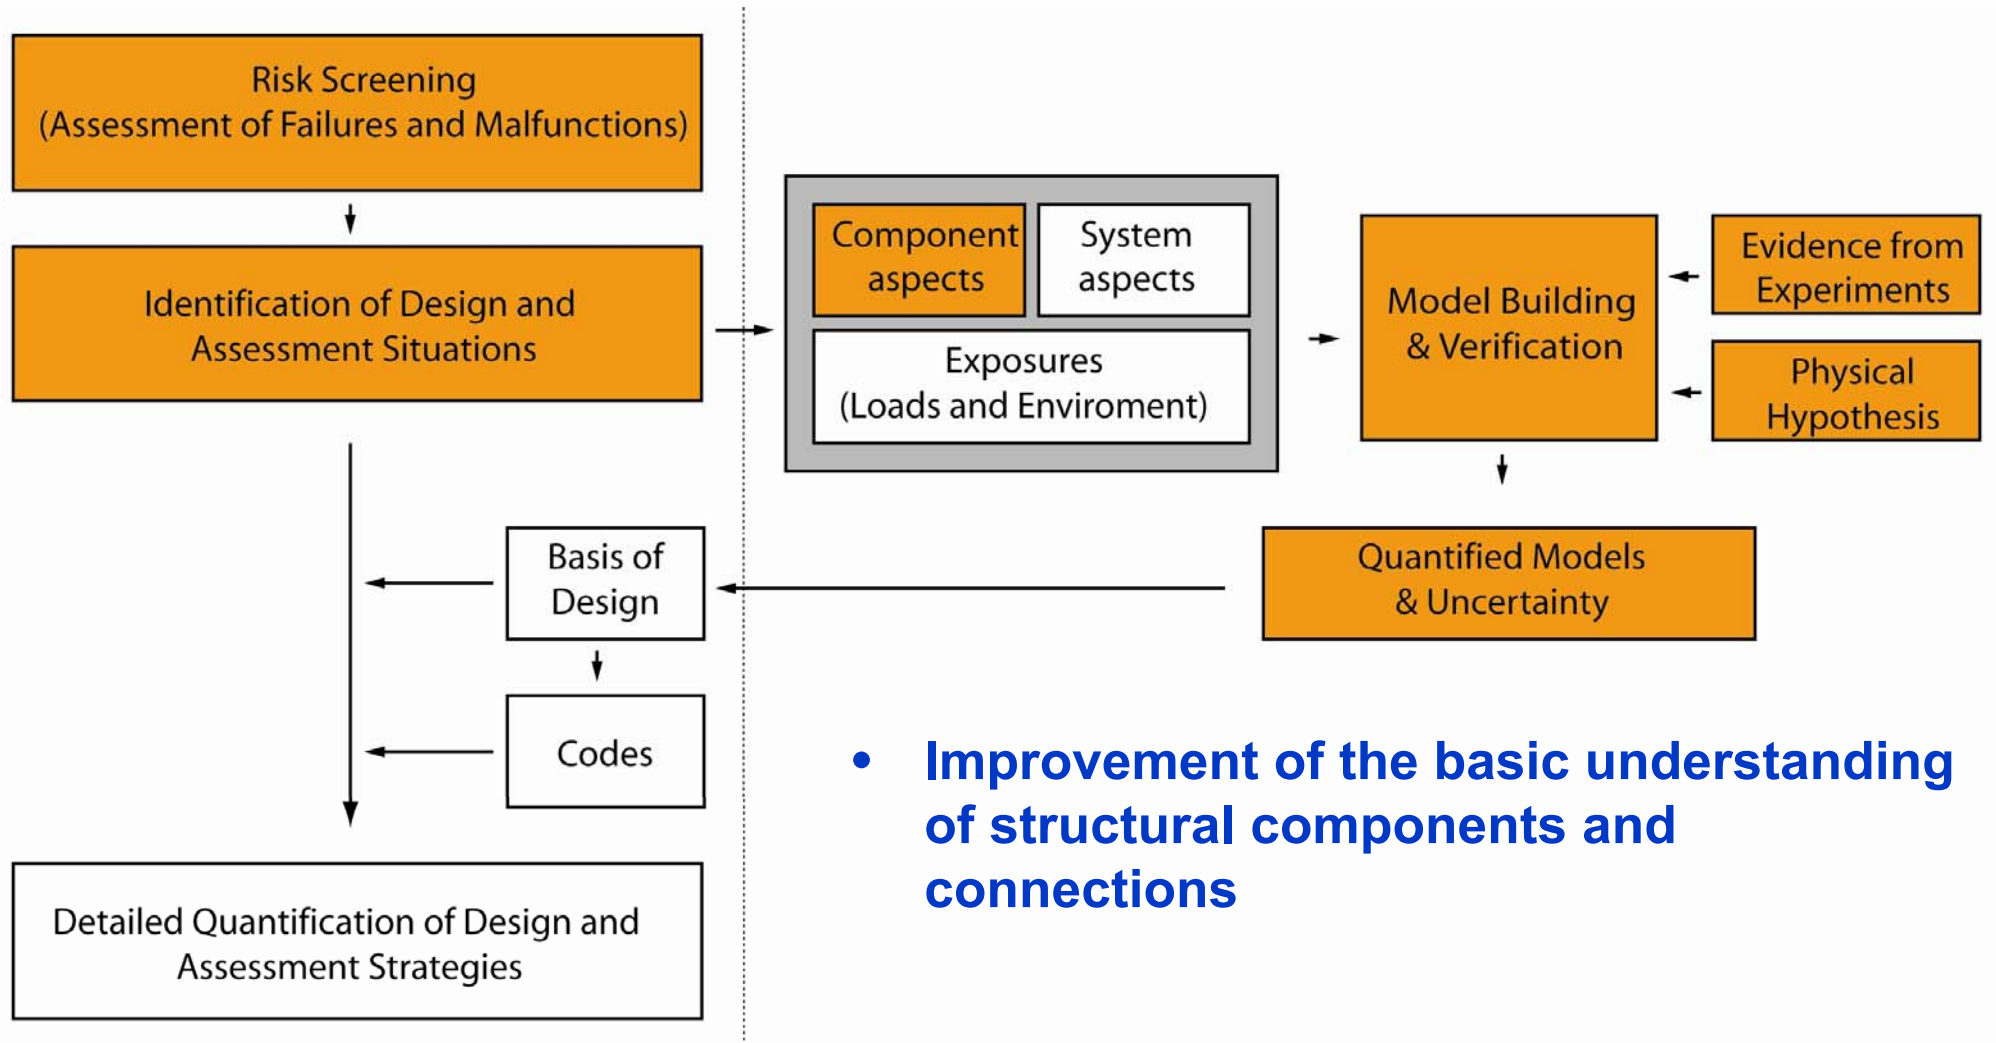 Risk Screening
(Assessment of Failures and Malfunctions)
Identification of Design and
Assessment Situations
Component
aspects
System
aspects
Exposures
(Loads and Enviroment)
Model Building
& Verification
Evidence from
Experiments
Physical
Hypothesis
Quantified Models
& Uncertainty
Basis of
Design
Codes
Detailed Quantification of Design and
Assessment Strategies
• Improvement of the basic understanding
of structural components and
connections